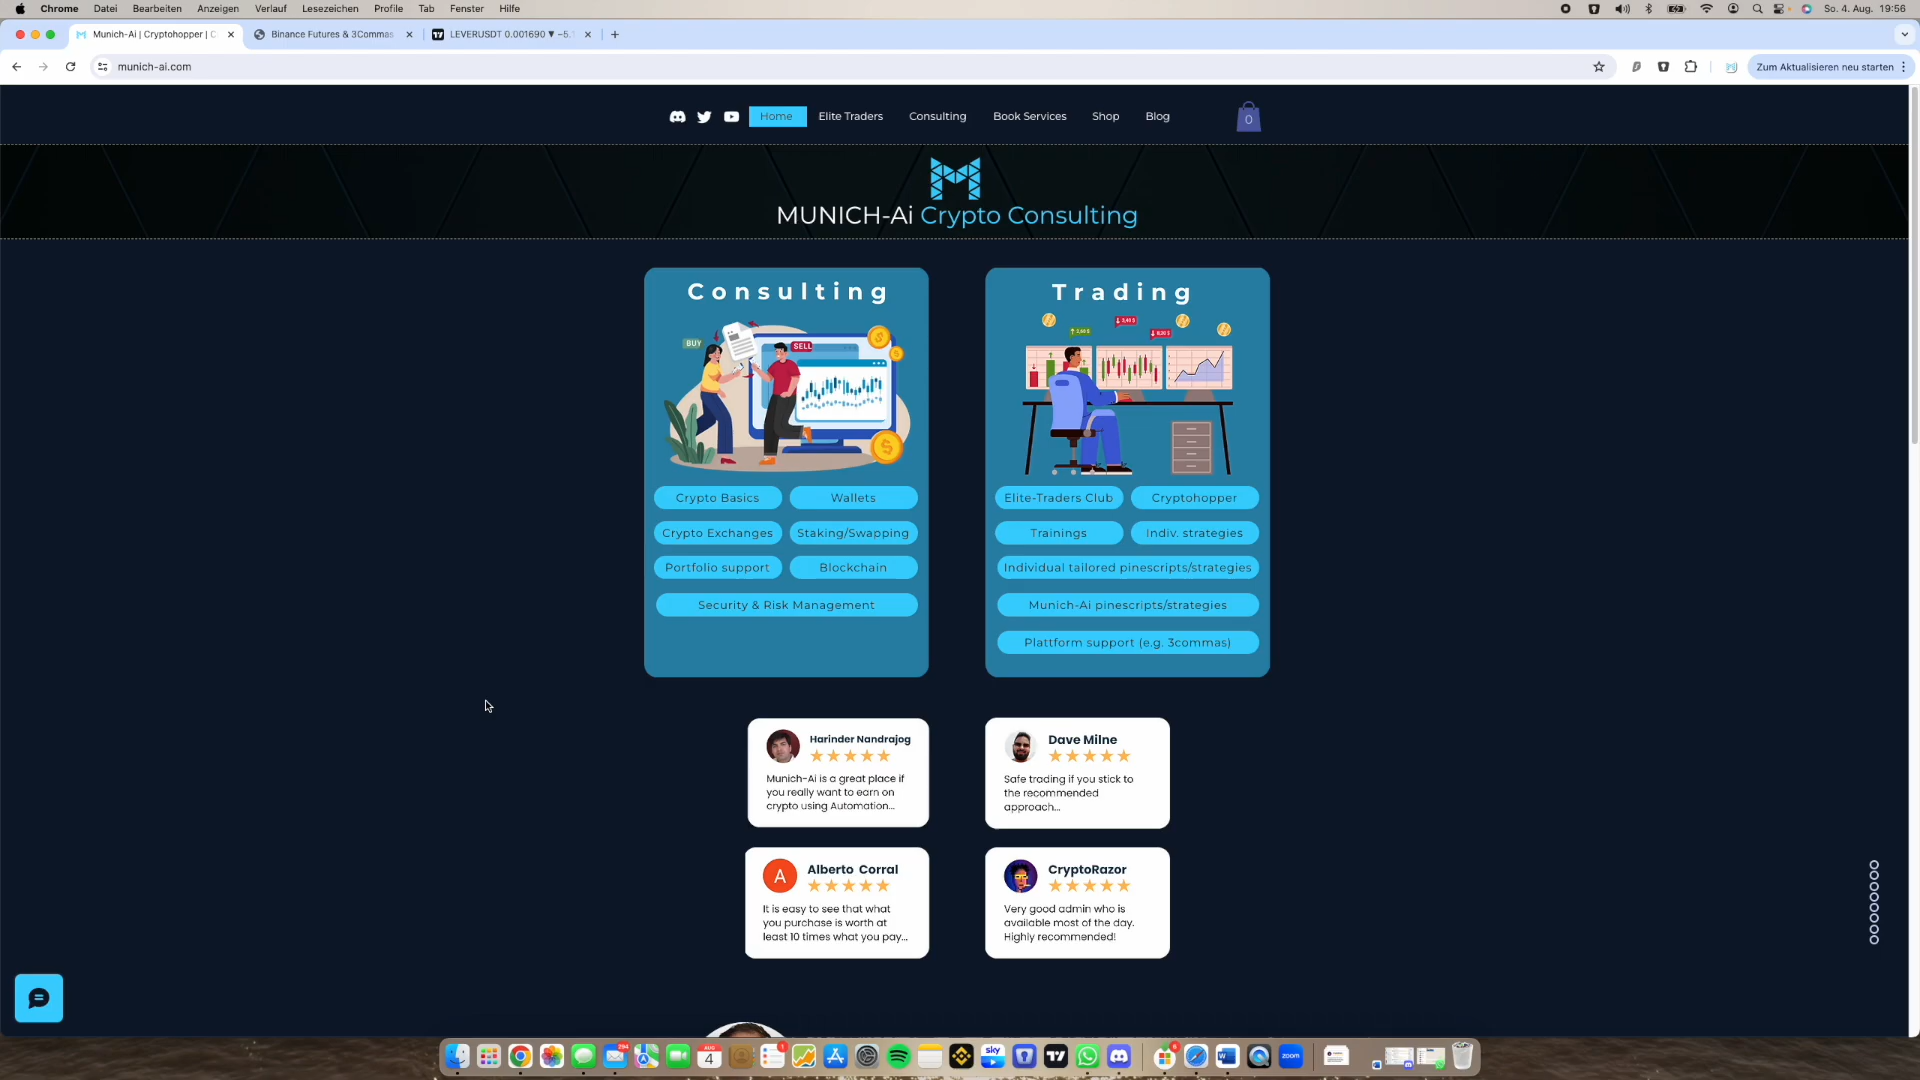 Chrome Datei Bearbeiten Anzeigen Verlauf Lesezeichen Profile Tab Fenster Hilfe So. 4. Aug. 19:56
Munich-Ai | Cryptohopper | C Binance Futures & 3Commas LEVERUSDT 0.001690 ▼ −5.
munich-ai.com Zum Aktualisieren neu starten
Home Elite Traders Consulting Book Services Shop Blog 0
MUNICH-Ai Crypto Consulting
Consulting
BUY
SELL
Crypto Basics Wallets
Crypto Exchanges Staking/Swapping
Portfolio support Blockchain
Security & Risk Management
Trading
Elite-Traders Club Cryptohopper
Trainings Indiv. strategies
Individual tailored pinescripts/strategies
Munich-Ai pinescripts/strategies
Plattform support (e.g. 3commas)
Harinder Nandrajog
Munich-Ai is a great place if
you really want to earn on
crypto using Automation...
Dave Milne
Safe trading if you stick to
the recommended
approach...
A
Alberto Corral
It is easy to see that what
you purchase is worth at
least 10 times what you pay...
CryptoRazor
Very good admin who is
available most of the day.
Highly recommended!
294 AUG 4 1 sky zoom